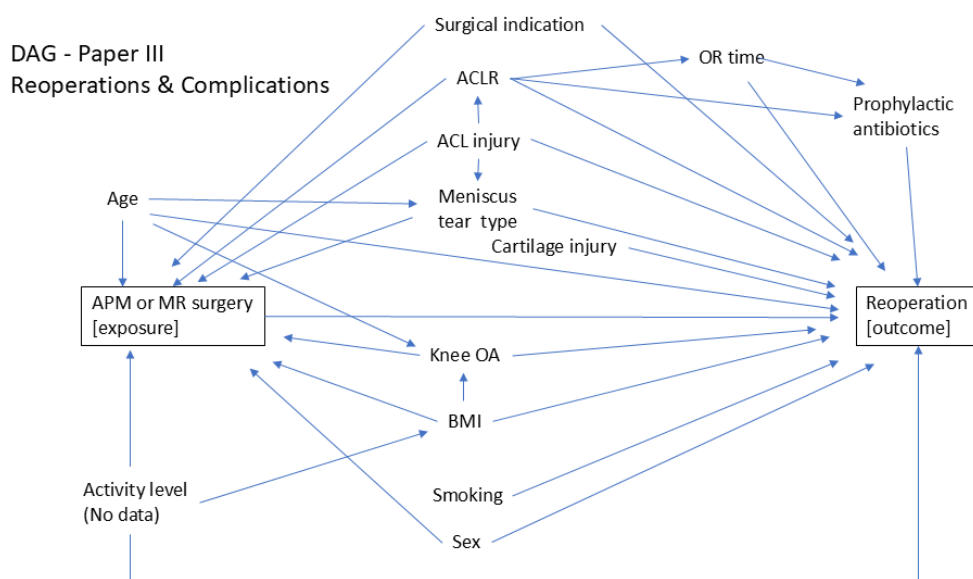 DAG - Paper III
Reoperations & Complications
Surgical indication
ACLR
OR time
Prophylactic
antibiotics
ACL injury
Age
Meniscus
tear type
Cartilage injury
APM or MR surgery
[exposure]
Reoperation
[outcome]
Knee OA
BMI
Activity level
(No data)
Smoking
Sex